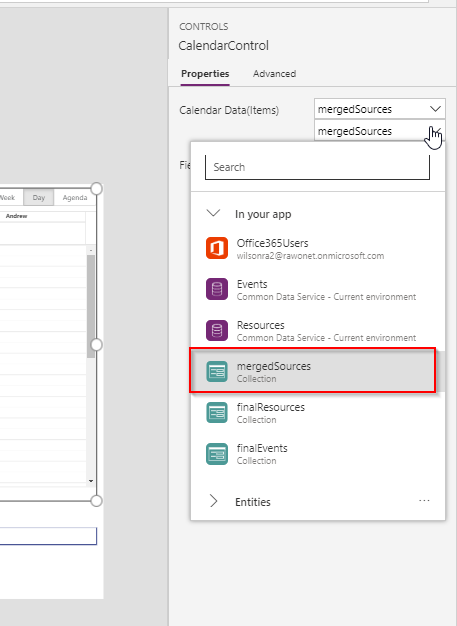 CONTROLS
CalendarControl
Properties Advanced
Calendar Data(Items) mergedSources
mergedSources
Fie
Search
In your app
Office365Users
wilsonra2@rawonet.onmicrosoft.com
Events
Common Data Service - Current environment
Resources
Common Data Service - Current environment
mergedSources
Collection
finalResources
Collection
finalEvents
Collection
Entities ...
Week Day Agenda
Andrew